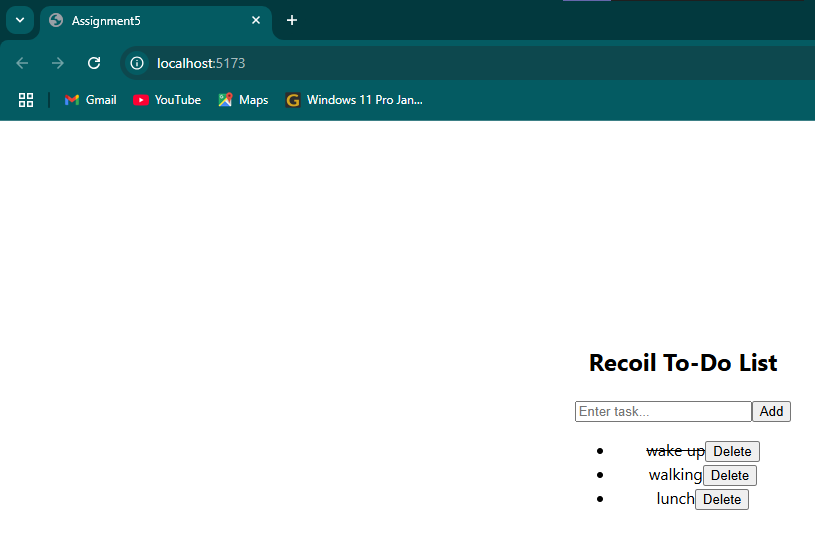 Assignment5
localhost:5173
Gmail YouTube Maps G Windows 11 Pro Jan...
Recoil To-Do List
Enter task... Add
wake up Delete
walking Delete
lunch Delete